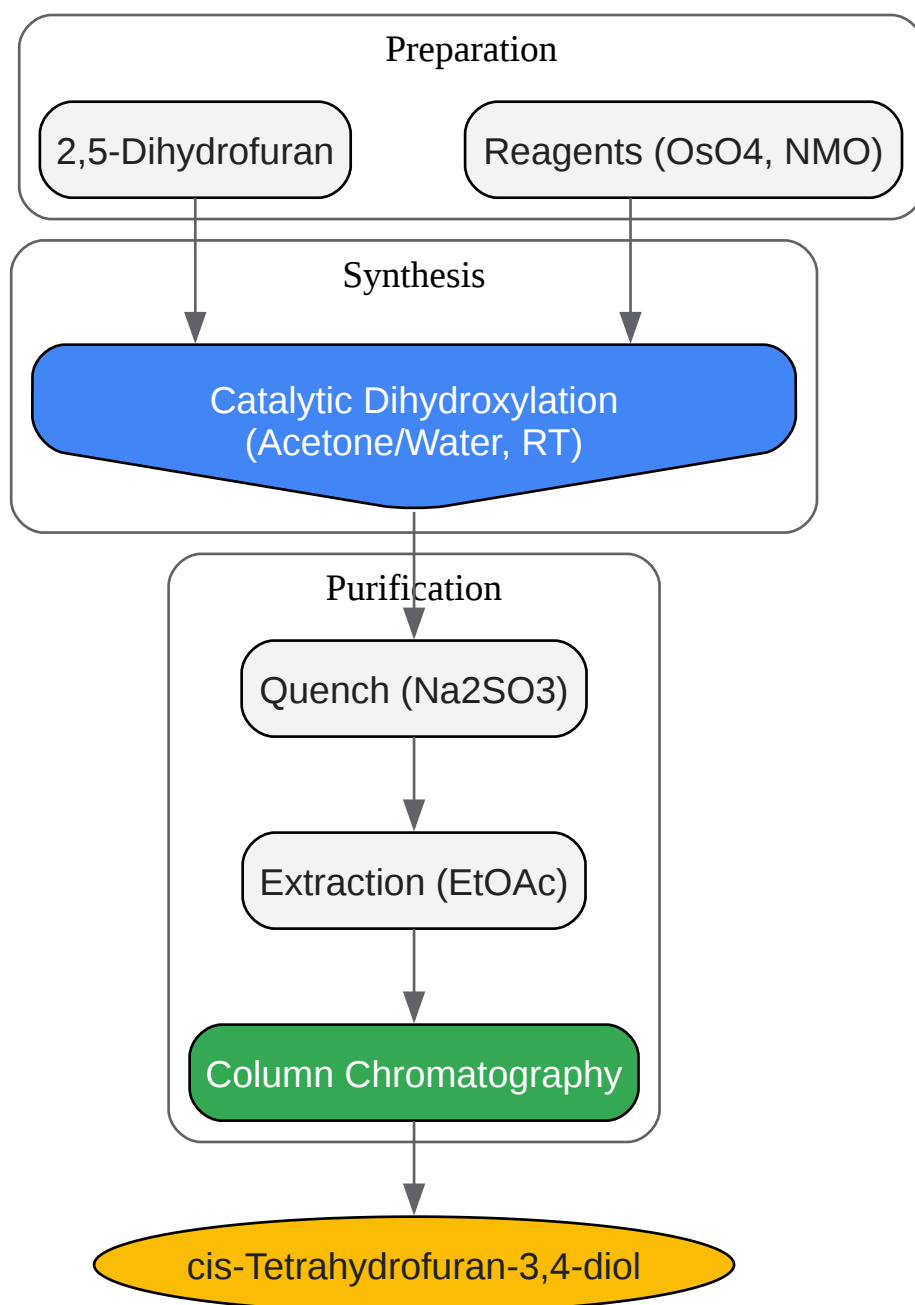 Preparation
2,5-Dihydrofuran
Reagents (OsO4, NMO)
Synthesis
Catalytic Dihydroxylation
(Acetone/Water, RT)
Purification
Quench (Na2SO3)
Extraction (EtOAc)
Column Chromatography
cis-Tetrahydrofuran-3,4-diol